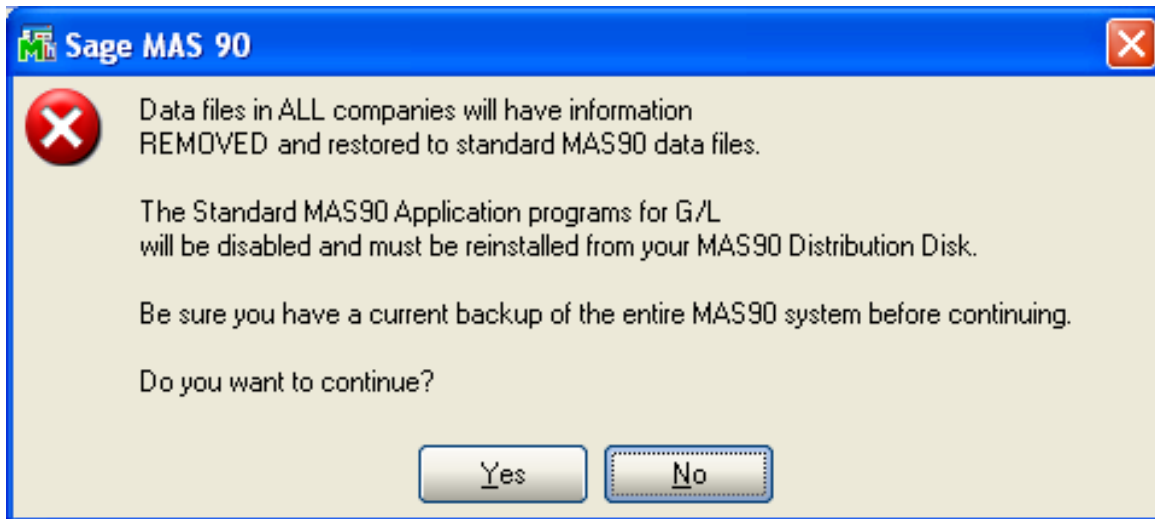 Sage MAS 90
Data files in ALL companies will have information
REMOVED and restored to standard MAS90 data files.
The Standard MAS90 Application programs for G/L
will be disabled and must be reinstalled from your MAS90 Distribution Disk.
Be sure you have a current backup of the entire MAS90 system before continuing.
Do you want to continue?
Yes
No